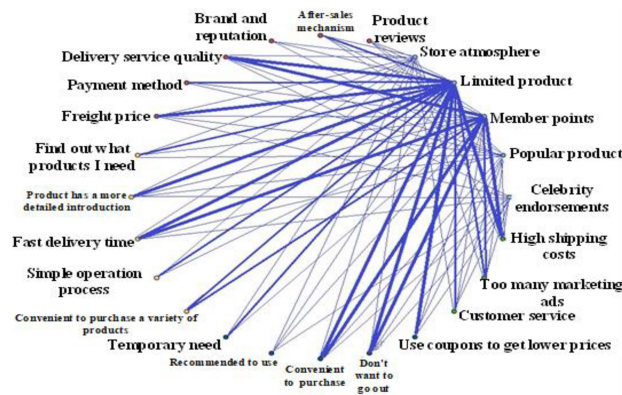 Brand and
reputation
After-sales
mechanism
Product
reviews
Store atmosphere
Delivery service quality
Limited product
Payment method
Freight price
Member points
Find out what
products I need
Popular product
Product has a more
detailed introduction
Celebrity
endorsements
Fast delivery time
High shipping
costs
Simple operation
process
Too many marketing
ads
Convenient to purchase a variety of
products
Customer service
Temporary need
Use coupons to get lower prices
Recommended to use
Convenient
to purchase
Don't
want to
go out